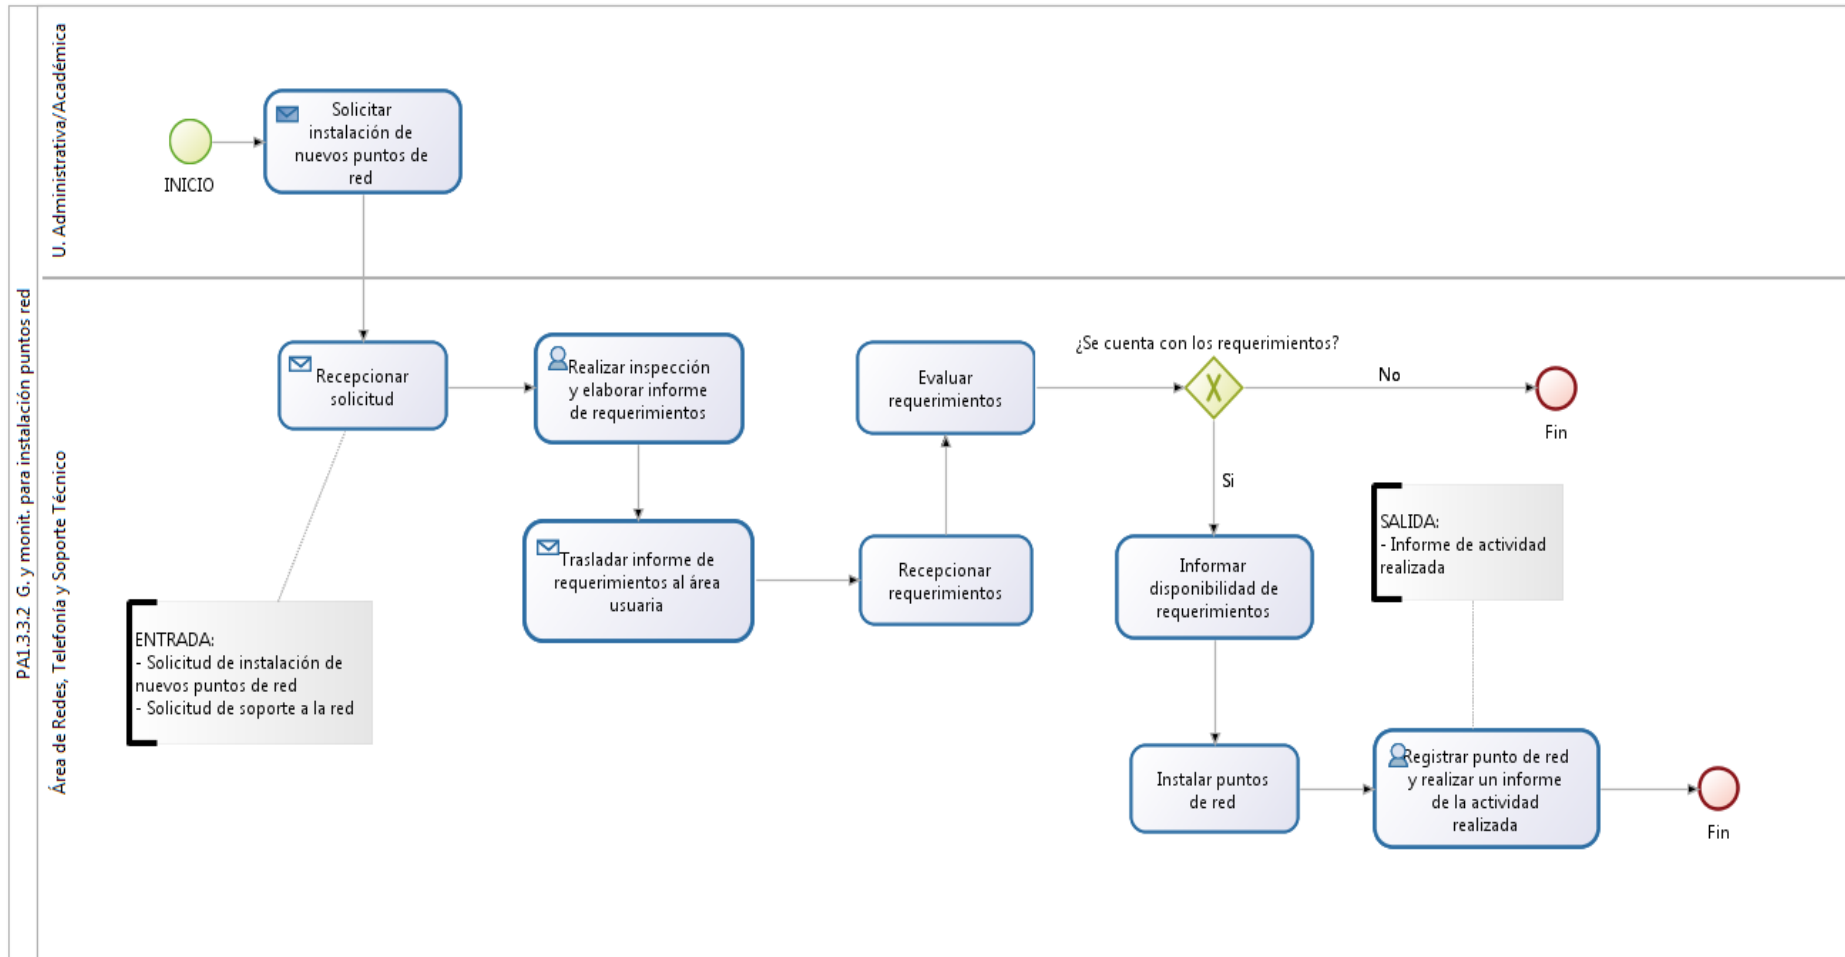 PA1.3.3.2 G. y monit. para instalación puntos red
U. Administrativa/Académica
INICIO
Solicitar
instalación de
nuevos puntos de
red
Área de Redes, Telefonía y Soporte Técnico
Recepcionar
solicitud
ENTRADA:
- Solicitud de instalación de
nuevos puntos de red
- Solicitud de soporte a la red
Realizar inspección
y elaborar informe
de requerimientos
Trasladar informe de
requerimientos al área
usuaria
Recepcionar
requerimientos
Evaluar
requerimientos
¿Se cuenta con los requerimientos?
No
Fin
Si
Informar
disponibilidad de
requerimientos
Instalar puntos
de red
SALIDA:
- Informe de actividad
realizada
Registrar punto de red
y realizar un informe
de la actividad
realizada
Fin